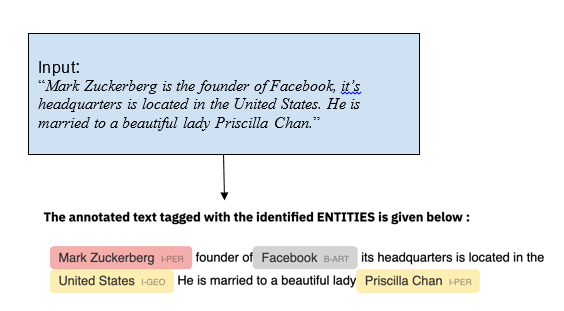 Input:
“Mark Zuckerberg is the founder of Facebook, it’s
headquarters is located in the United States. He is
married to a beautiful lady Priscilla Chan.”
The annotated text tagged with the identified ENTITIES is given below :
Mark Zuckerberg I-PER founder of Facebook B-ART its headquarters is located in the
United States I-GEO He is married to a beautiful lady Priscilla Chan I-PER